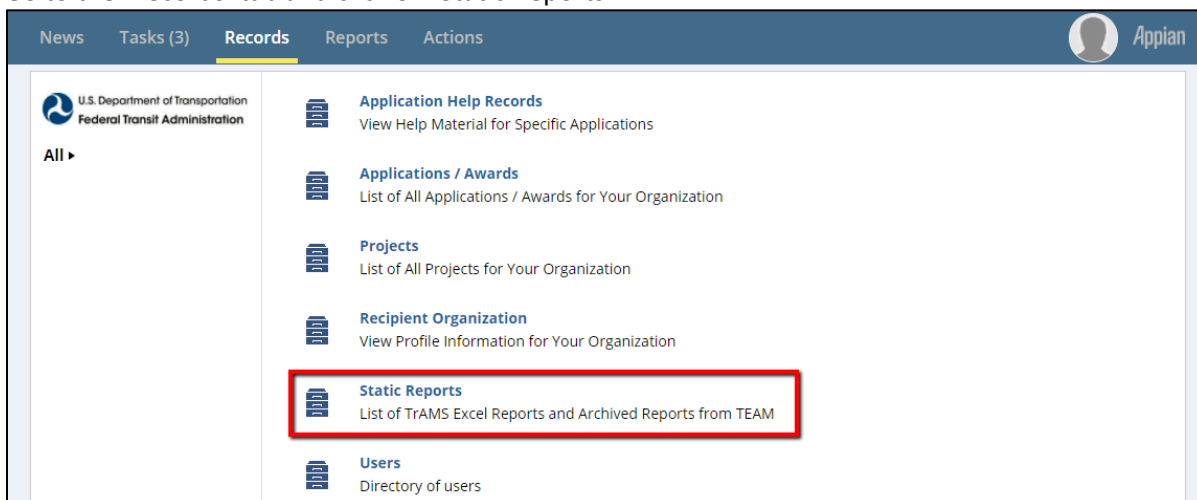 News Tasks (3) Records Reports Actions Appian
U.S. Department of Transportation
Federal Transit Administration
All
Application Help Records
View Help Material for Specific Applications
Applications / Awards
List of All Applications / Awards for Your Organization
Projects
List of All Projects for Your Organization
Recipient Organization
View Profile Information for Your Organization
Static Reports
List of TrAMS Excel Reports and Archived Reports from TEAM
Users
Directory of users